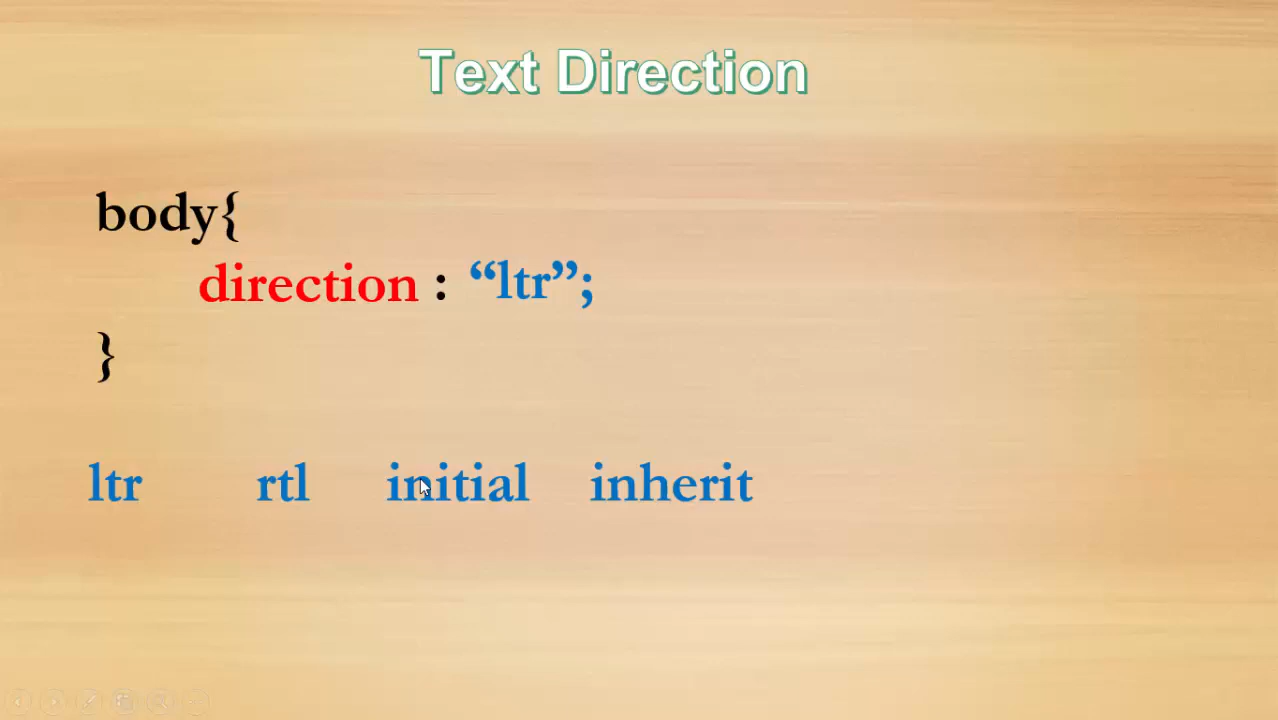 Text Direction
body{
direction : “ltr”;
}
ltr rtl initial inherit